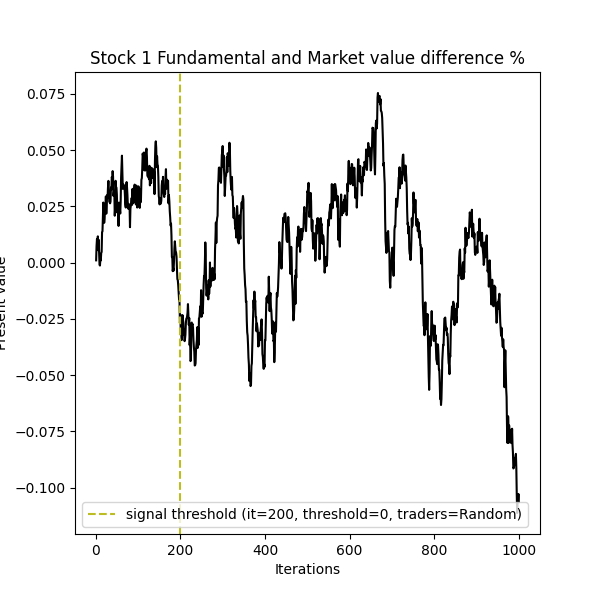 Stock 1 Fundamental and Market value difference %
0.075
0.050
0.025
0.000
−0.025
−0.050
−0.075
−0.100
Present value
signal threshold (it=200, threshold=0, traders=Random)
0 200 400 600 800 1000
Iterations